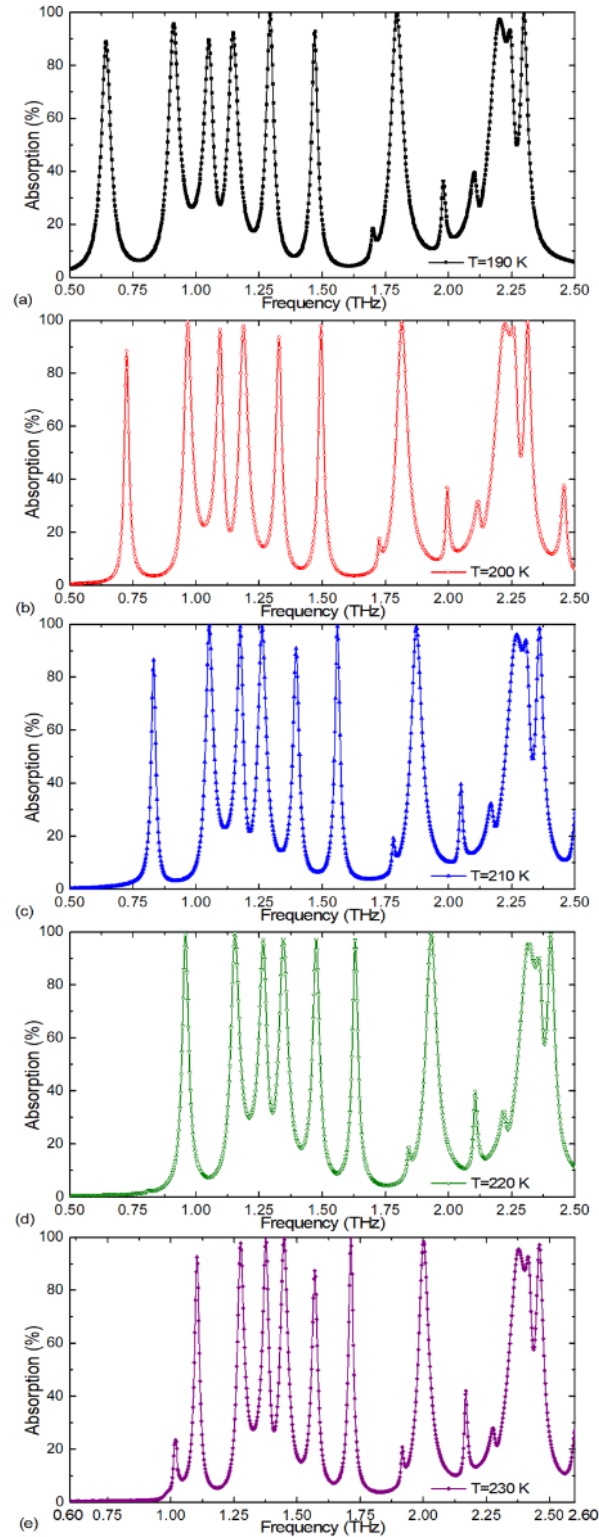 100
80
60
40
20
0
Absorption (%)
T=190 K
0.50 0.75 1.00 1.25 1.50 1.75 2.00 2.25 2.50
(a) Frequency (THz)
100
80
60
40
20
0
Absorption (%)
T=200 K
0.50 0.75 1.00 1.25 1.50 1.75 2.00 2.25 2.50
(b) Frequency (THz)
100
80
60
40
20
0
Absorption (%)
T=210 K
0.50 0.75 1.00 1.25 1.50 1.75 2.00 2.25 2.50
(c) Frequency (THz)
100
80
60
40
20
0
Absorption (%)
T=220 K
0.50 0.75 1.00 1.25 1.50 1.75 2.00 2.25 2.50
(d) Frequency (THz)
100
80
60
40
20
0
Absorption (%)
T=230 K
0.60 0.75 1.00 1.25 1.50 1.75 2.00 2.25 2.60
(e) Frequency (THz)